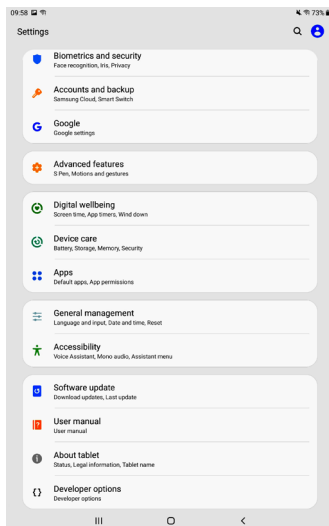 09:58 73%
Settings
Biometrics and security
Face recognition, Iris, Privacy
Accounts and backup
Samsung Cloud, Smart Switch
Google
Google settings
Advanced features
S Pen, Motions and gestures
Digital wellbeing
Screen time, App timers, Wind down
Device care
Battery, Storage, Memory, Security
Apps
Default apps, App permissions
General management
Language and input, Date and time, Reset
Accessibility
Voice Assistant, Mono audio, Assistant menu
Software update
Download updates, Last update
User manual
User manual
About tablet
Status, Legal information, Tablet name
Developer options
Developer options